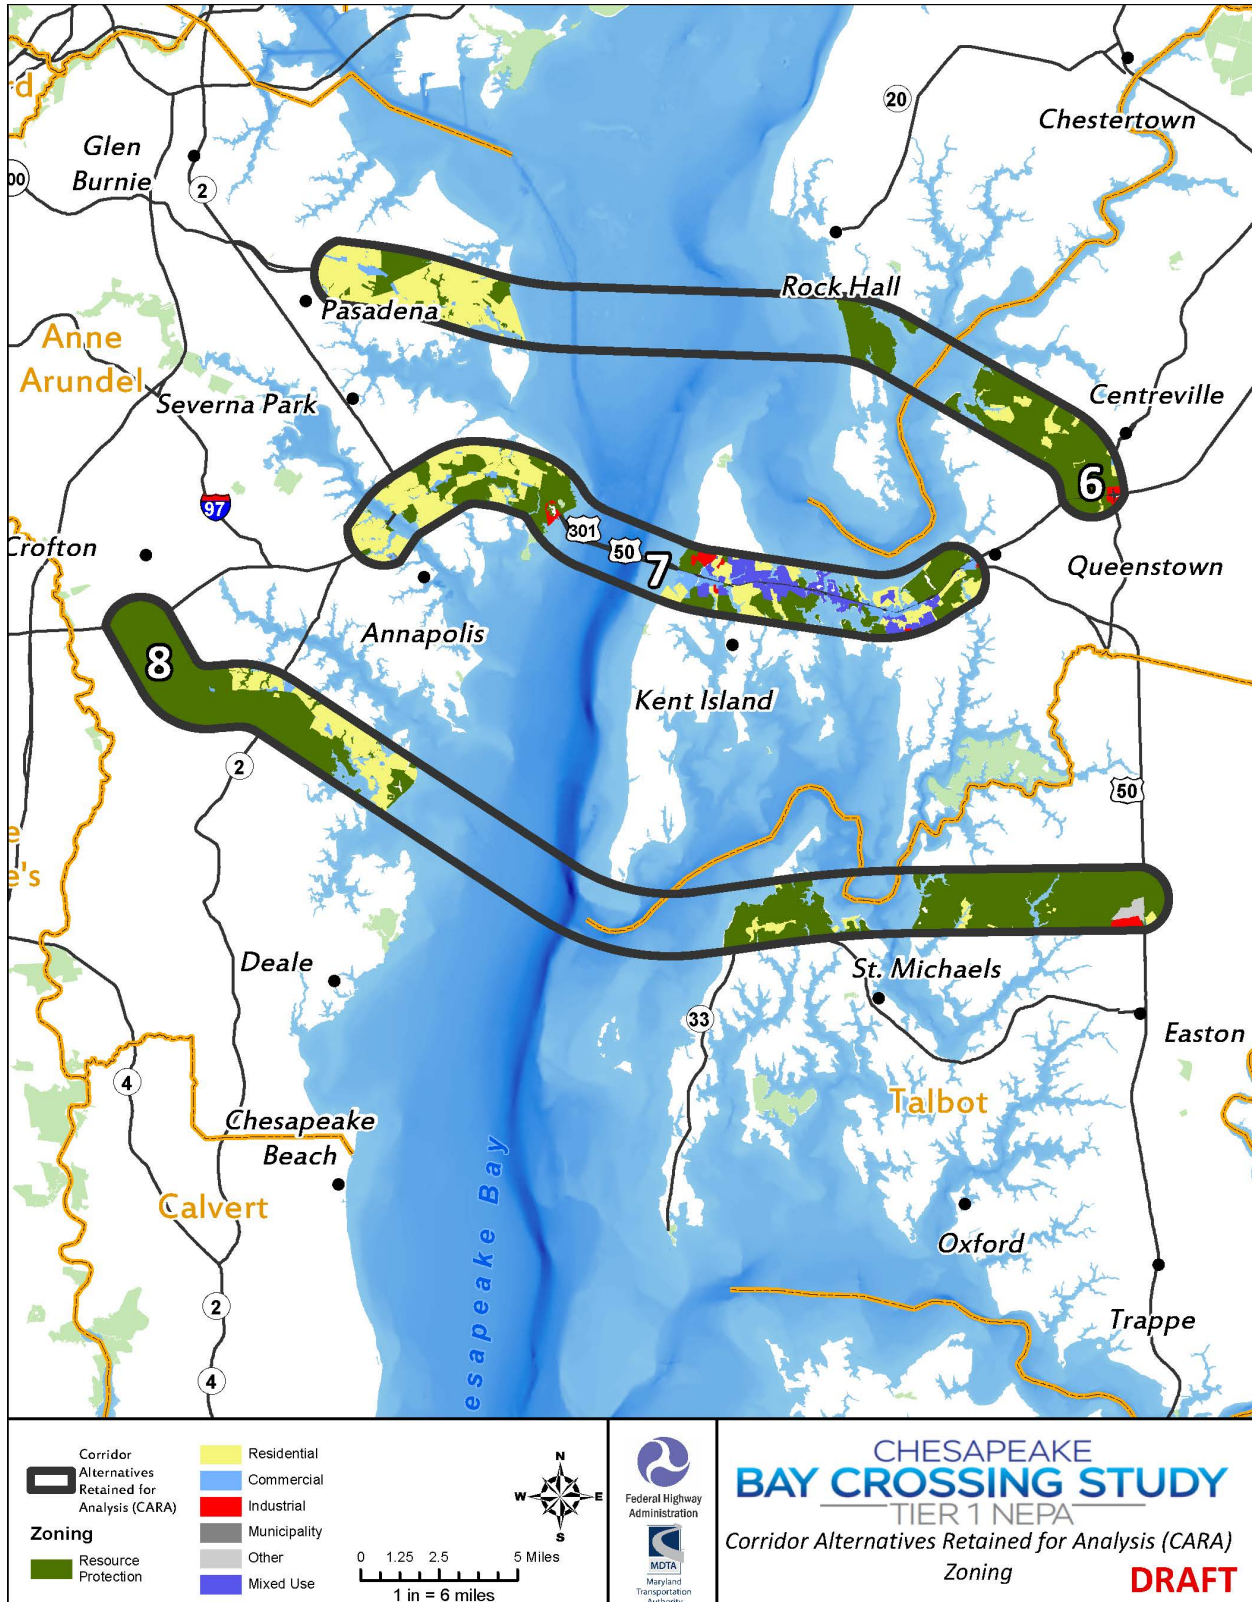 20
Chestertown
rd
Glen
Burnie
00
2
Rock Hall
Pasadena
Anne
Arundel
Severna Park
Centreville
6
97
301
50
7
Crofton
Queenstown
Annapolis
8
Kent Island
2
50
e
e's
Deale
St. Michaels
33
Easton
4
Talbot
Chesapeake
Beach
Calvert
Oxford
esapeake Bay
2
Trappe
4
Corridor
Alternatives
Retained for
Analysis (CARA)
Zoning
Resource
Protection
Residential
Commercial
Industrial
Municipality
Other
Mixed Use
N
W
E
S
0 1.25 2.5 5 Miles
1 in = 6 miles
Federal Highway
Administration
MDTA
Maryland
Transportation
Authority
CHESAPEAKE
BAY CROSSING STUDY
TIER 1 NEPA
Corridor Alternatives Retained for Analysis (CARA)
Zoning
DRAFT